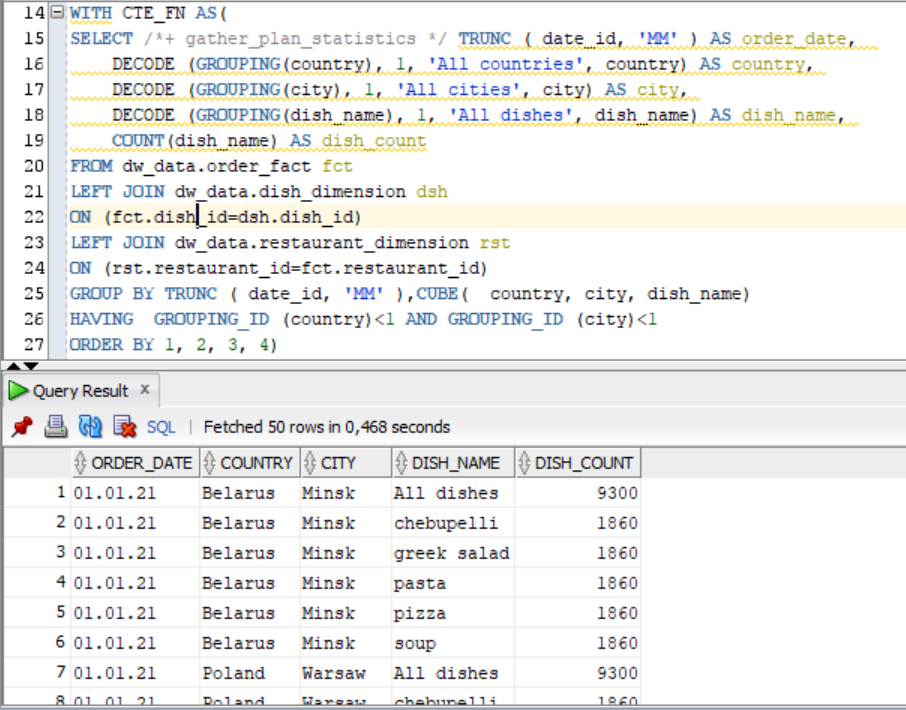 14 WITH CTE_FN AS(
15 SELECT /*+ gather_plan_statistics */ TRUNC ( date_id, 'MM' ) AS order_date,
16 DECODE (GROUPING(country), 1, 'All countries', country) AS country,
17 DECODE (GROUPING(city), 1, 'All cities', city) AS city,
18 DECODE (GROUPING(dish_name), 1, 'All dishes', dish_name) AS dish_name,
19 COUNT(dish_name) AS dish_count
20 FROM dw_data.order_fact fct
21 LEFT JOIN dw_data.dish_dimension dsh
22 ON (fct.dish_id=dsh.dish_id)
23 LEFT JOIN dw_data.restaurant_dimension rst
24 ON (rst.restaurant_id=fct.restaurant_id)
25 GROUP BY TRUNC ( date_id, 'MM' ),CUBE( country, city, dish_name)
26 HAVING GROUPING_ID (country)<1 AND GROUPING_ID (city)<1
27 ORDER BY 1, 2, 3, 4)
Query Result x
SQL | Fetched 50 rows in 0,468 seconds
ORDER_DATE COUNTRY CITY DISH_NAME DISH_COUNT
1 01.01.21 Belarus Minsk All dishes 9300
2 01.01.21 Belarus Minsk chebupelli 1860
3 01.01.21 Belarus Minsk greek salad 1860
4 01.01.21 Belarus Minsk pasta 1860
5 01.01.21 Belarus Minsk pizza 1860
6 01.01.21 Belarus Minsk soup 1860
7 01.01.21 Poland Warsaw All dishes 9300
8 01.01.21 Poland Warsaw chebupelli 1860